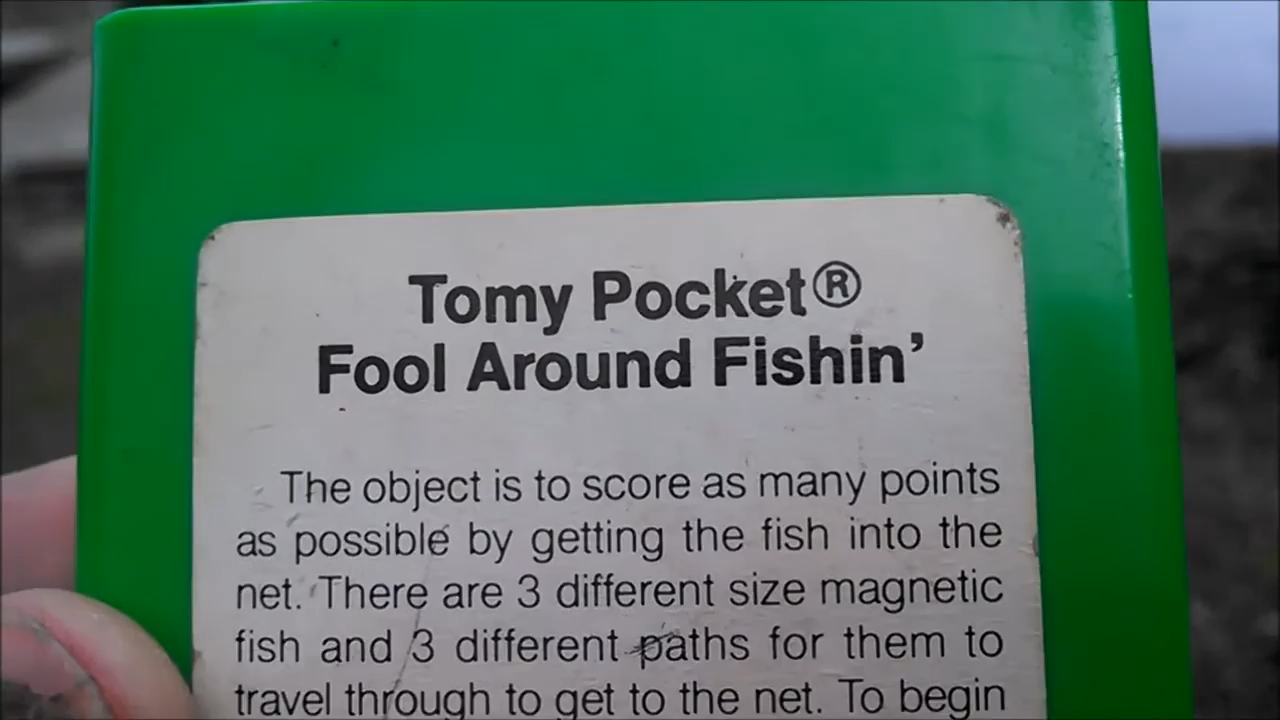 Tomy Pocket®
Fool Around Fishin’
The object is to score as many points
as possible by getting the fish into the
net. There are 3 different size magnetic
fish and 3 different paths for them to
travel through to get to the net. To begin